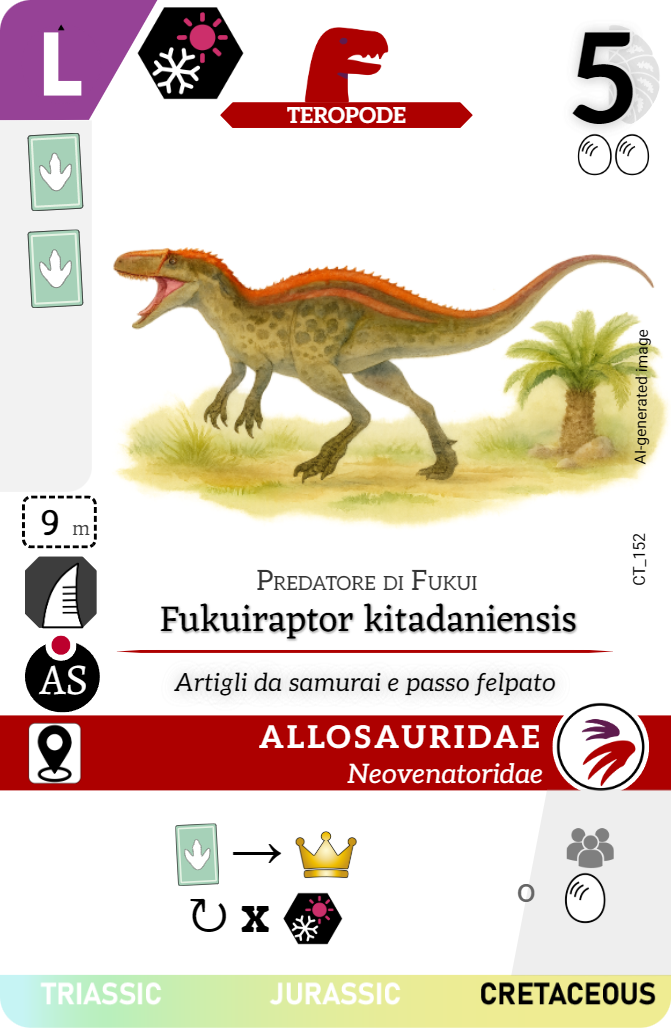 L
TEROPODE
5
AI-generated image
CT_152
9 m
AS
PREDATORE DI FUKUI
Fukuiraptor kitadaniensis
Artigli da samurai e passo felpato
ALLOSAURIDAE
Neovenatoridae
→
↻ x
O
TRIASSIC JURASSIC CRETACEOUS